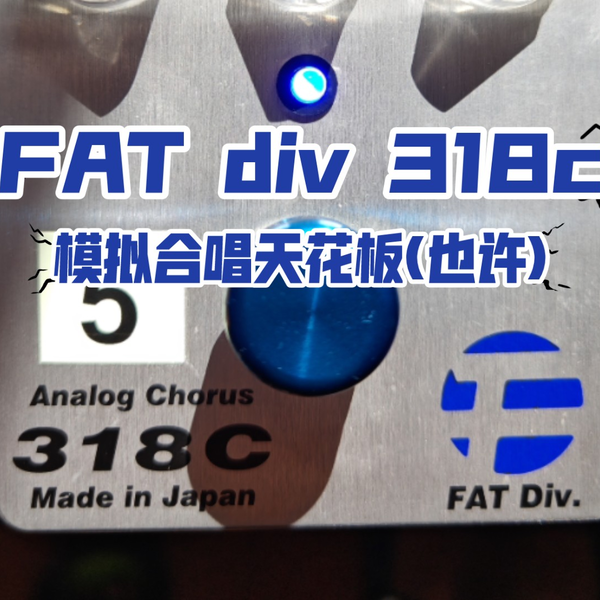 FAT div 318c
模拟合唱天花板(也许)
5
Analog Chorus
318C
Made in Japan
FAT Div.